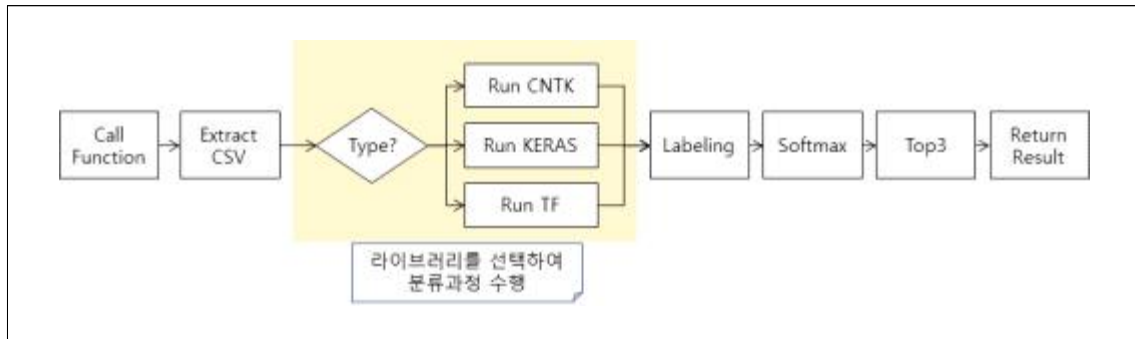 Call
Function
Extract
CSV
Type?
Run CNTK
Run KERAS
Run TF
Labeling
Softmax
Top3
Return
Result
라이브러리를 선택하여
분류과정 수행